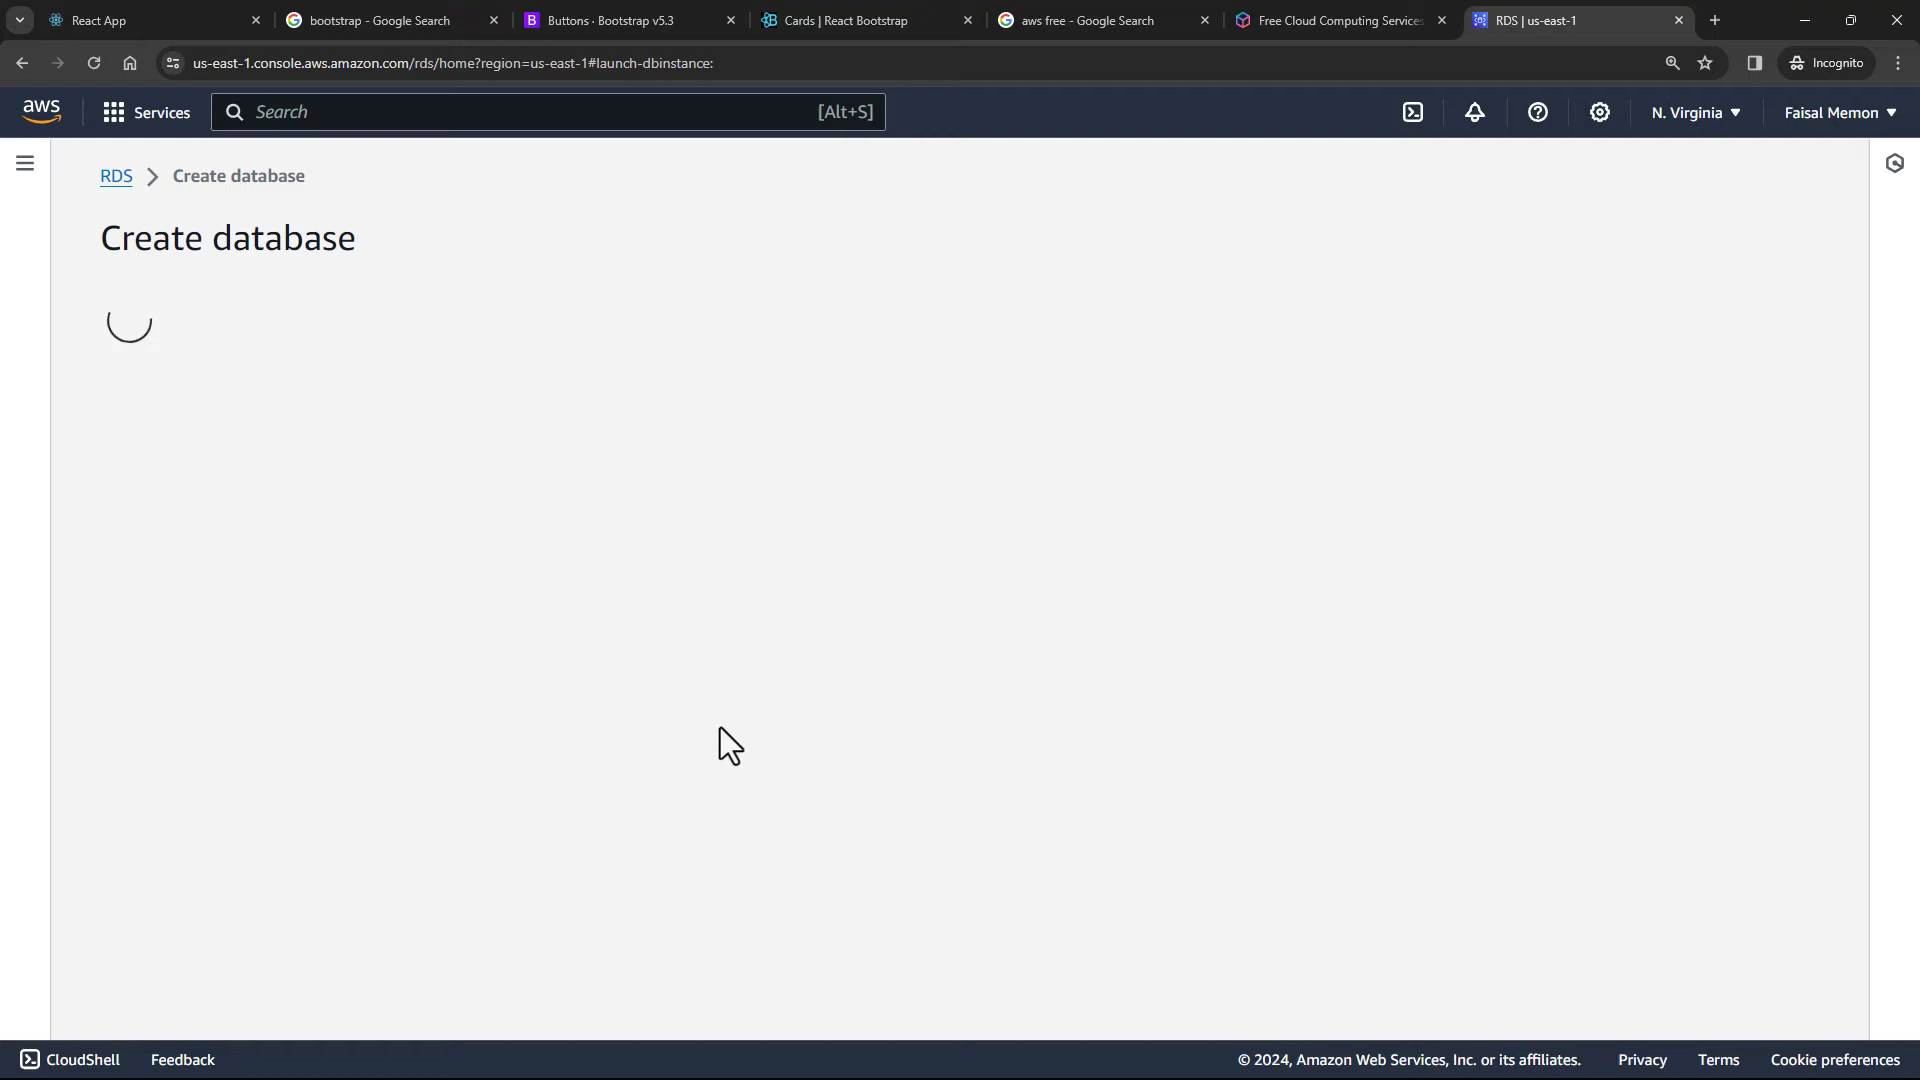 React App
bootstrap - Google Search
Buttons · Bootstrap v5.3
Cards | React Bootstrap
aws free - Google Search
Free Cloud Computing Services
RDS | us-east-1
us-east-1.console.aws.amazon.com/rds/home?region=us-east-1#launch-dbinstance:
Incognito
aws
Services
Search
[Alt+S]
N. Virginia
Faisal Memon
RDS
Create database
Create database
CloudShell
Feedback
© 2024, Amazon Web Services, Inc. or its affiliates.
Privacy
Terms
Cookie preferences